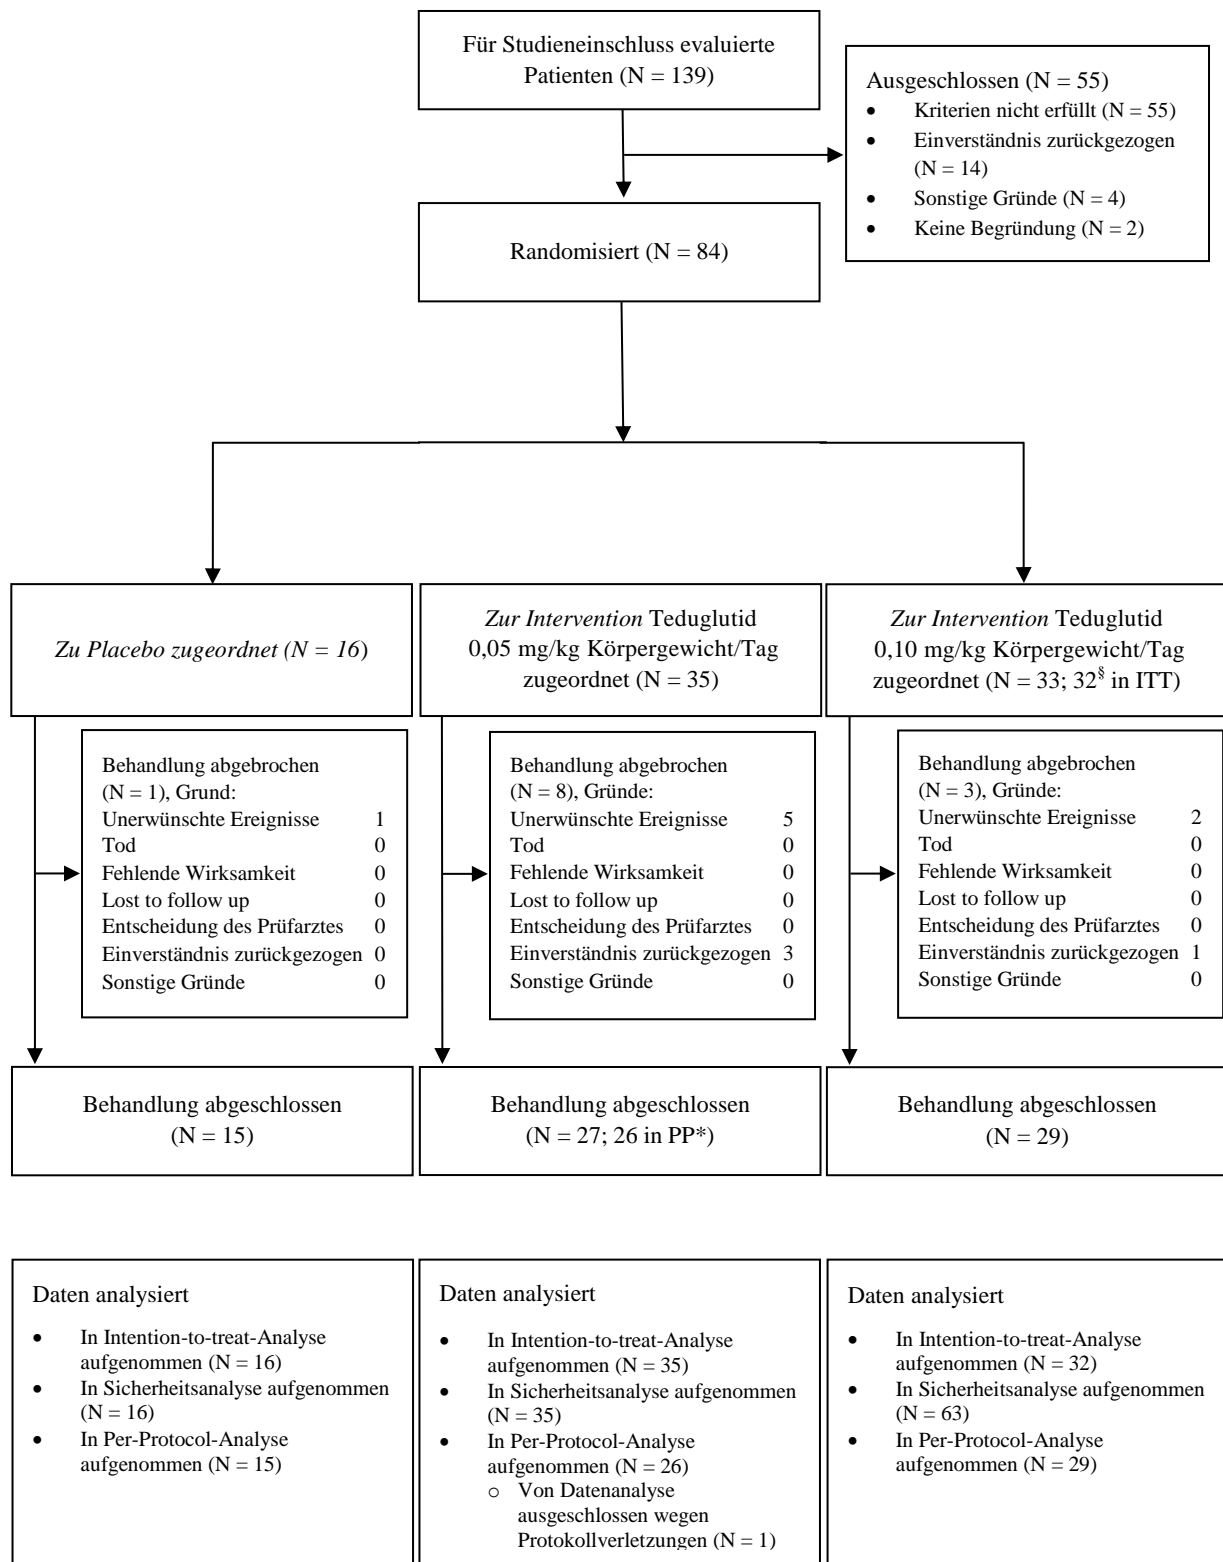 Für Studieneinschluss evaluierte
Patienten (N = 139)
Ausgeschlossen (N = 55)
• Kriterien nicht erfüllt (N = 55)
• Einverständnis zurückgezogen
(N = 14)
• Sonstige Gründe (N = 4)
• Keine Begründung (N = 2)
Randomisiert (N = 84)
Zu Placebo zugeordnet (N = 16)
Zur Intervention Teduglutid
0,05 mg/kg Körpergewicht/Tag
zugeordnet (N = 35)
Zur Intervention Teduglutid
0,10 mg/kg Körpergewicht/Tag
zugeordnet (N = 33; 32§ in ITT)
Behandlung abgebrochen
(N = 1), Grund:
Unerwünschte Ereignisse 1
Tod 0
Fehlende Wirksamkeit 0
Lost to follow up 0
Entscheidung des Prüfarztes 0
Einverständnis zurückgezogen 0
Sonstige Gründe 0
Behandlung abgebrochen
(N = 8), Gründe:
Unerwünschte Ereignisse 5
Tod 0
Fehlende Wirksamkeit 0
Lost to follow up 0
Entscheidung des Prüfarztes 0
Einverständnis zurückgezogen 3
Sonstige Gründe 0
Behandlung abgebrochen
(N = 3), Gründe:
Unerwünschte Ereignisse 2
Tod 0
Fehlende Wirksamkeit 0
Lost to follow up 0
Entscheidung des Prüfarztes 0
Einverständnis zurückgezogen 1
Sonstige Gründe 0
Behandlung abgeschlossen
(N = 15)
Behandlung abgeschlossen
(N = 27; 26 in PP*)
Behandlung abgeschlossen
(N = 29)
Daten analysiert
• In Intention-to-treat-Analyse
aufgenommen (N = 16)
• In Sicherheitsanalyse aufgenommen
(N = 16)
• In Per-Protocol-Analyse
aufgenommen (N = 15)
Daten analysiert
• In Intention-to-treat-Analyse
aufgenommen (N = 35)
• In Sicherheitsanalyse aufgenommen
(N = 35)
• In Per-Protocol-Analyse
aufgenommen (N = 26)
o Von Datenanalyse
ausgeschlossen wegen
Protokollverletzungen (N = 1)
Daten analysiert
• In Intention-to-treat-Analyse
aufgenommen (N = 32)
• In Sicherheitsanalyse aufgenommen
(N = 63)
• In Per-Protocol-Analyse
aufgenommen (N = 29)